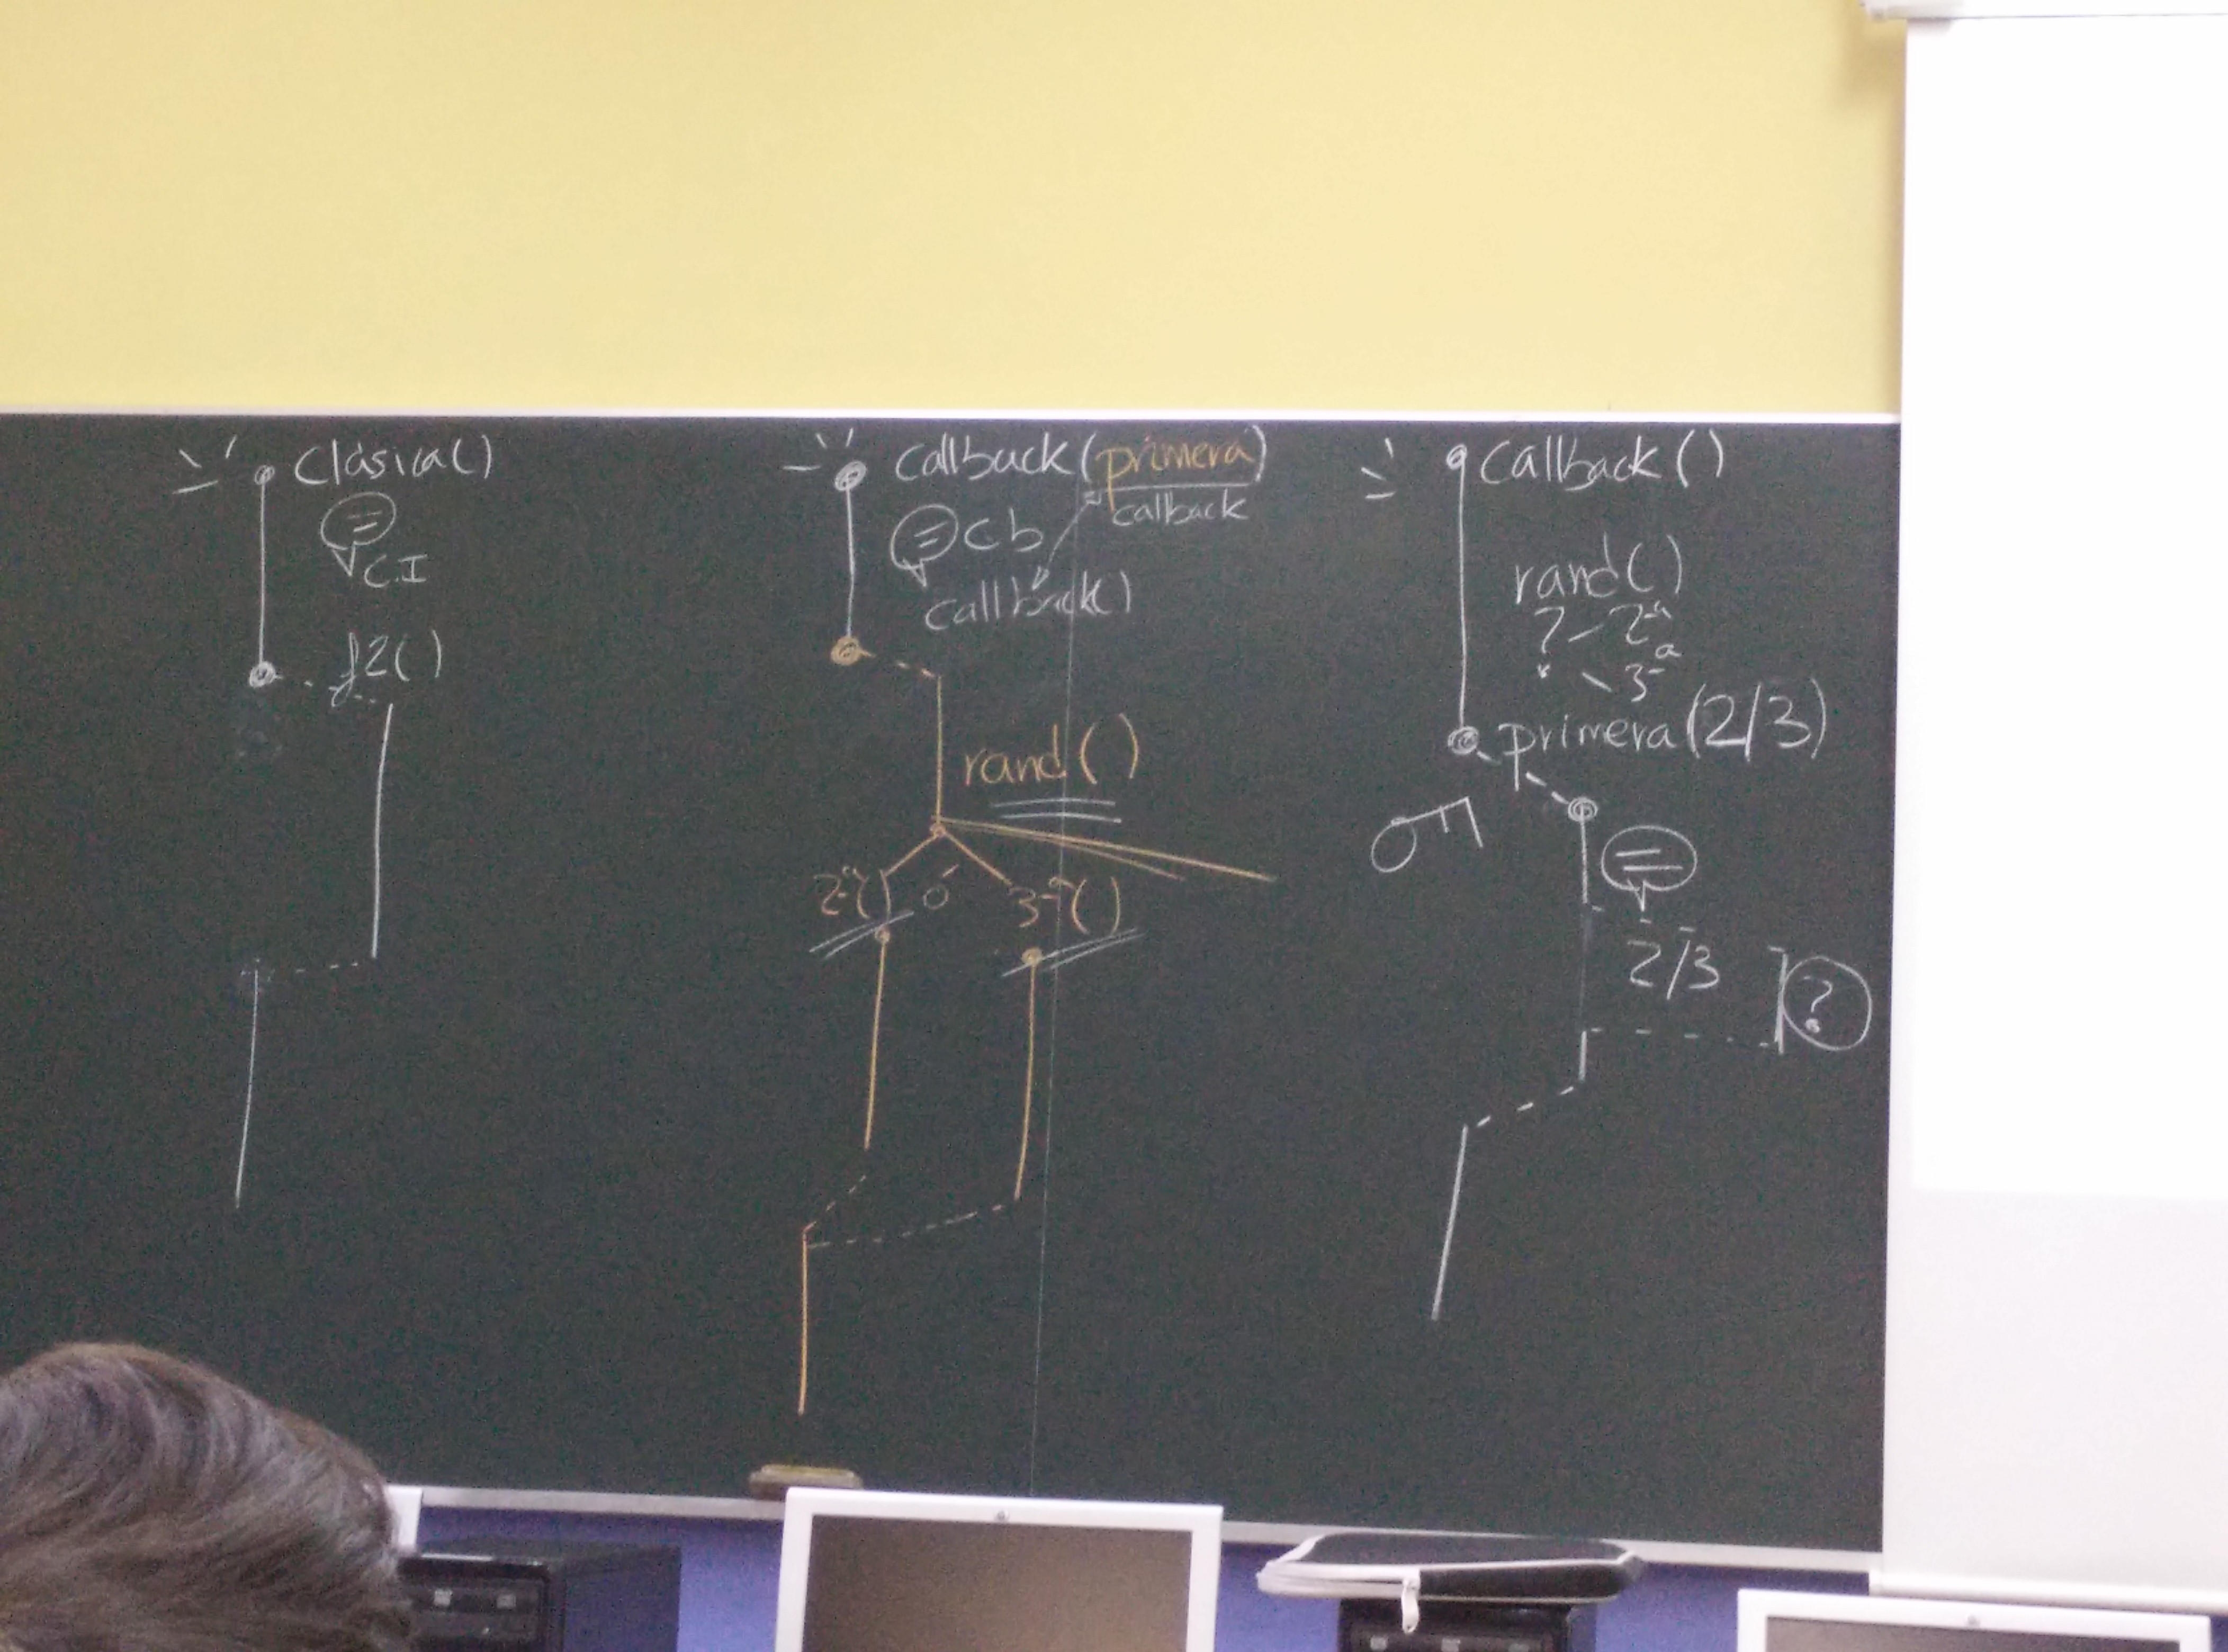 Clásica()
C.I
f2()
callback(primera)
callback
cb
callback()
rand()
2ª() ó 3ª()
callback()
rand()
? 2ª
3ª
primera(2/3)
2/3
?